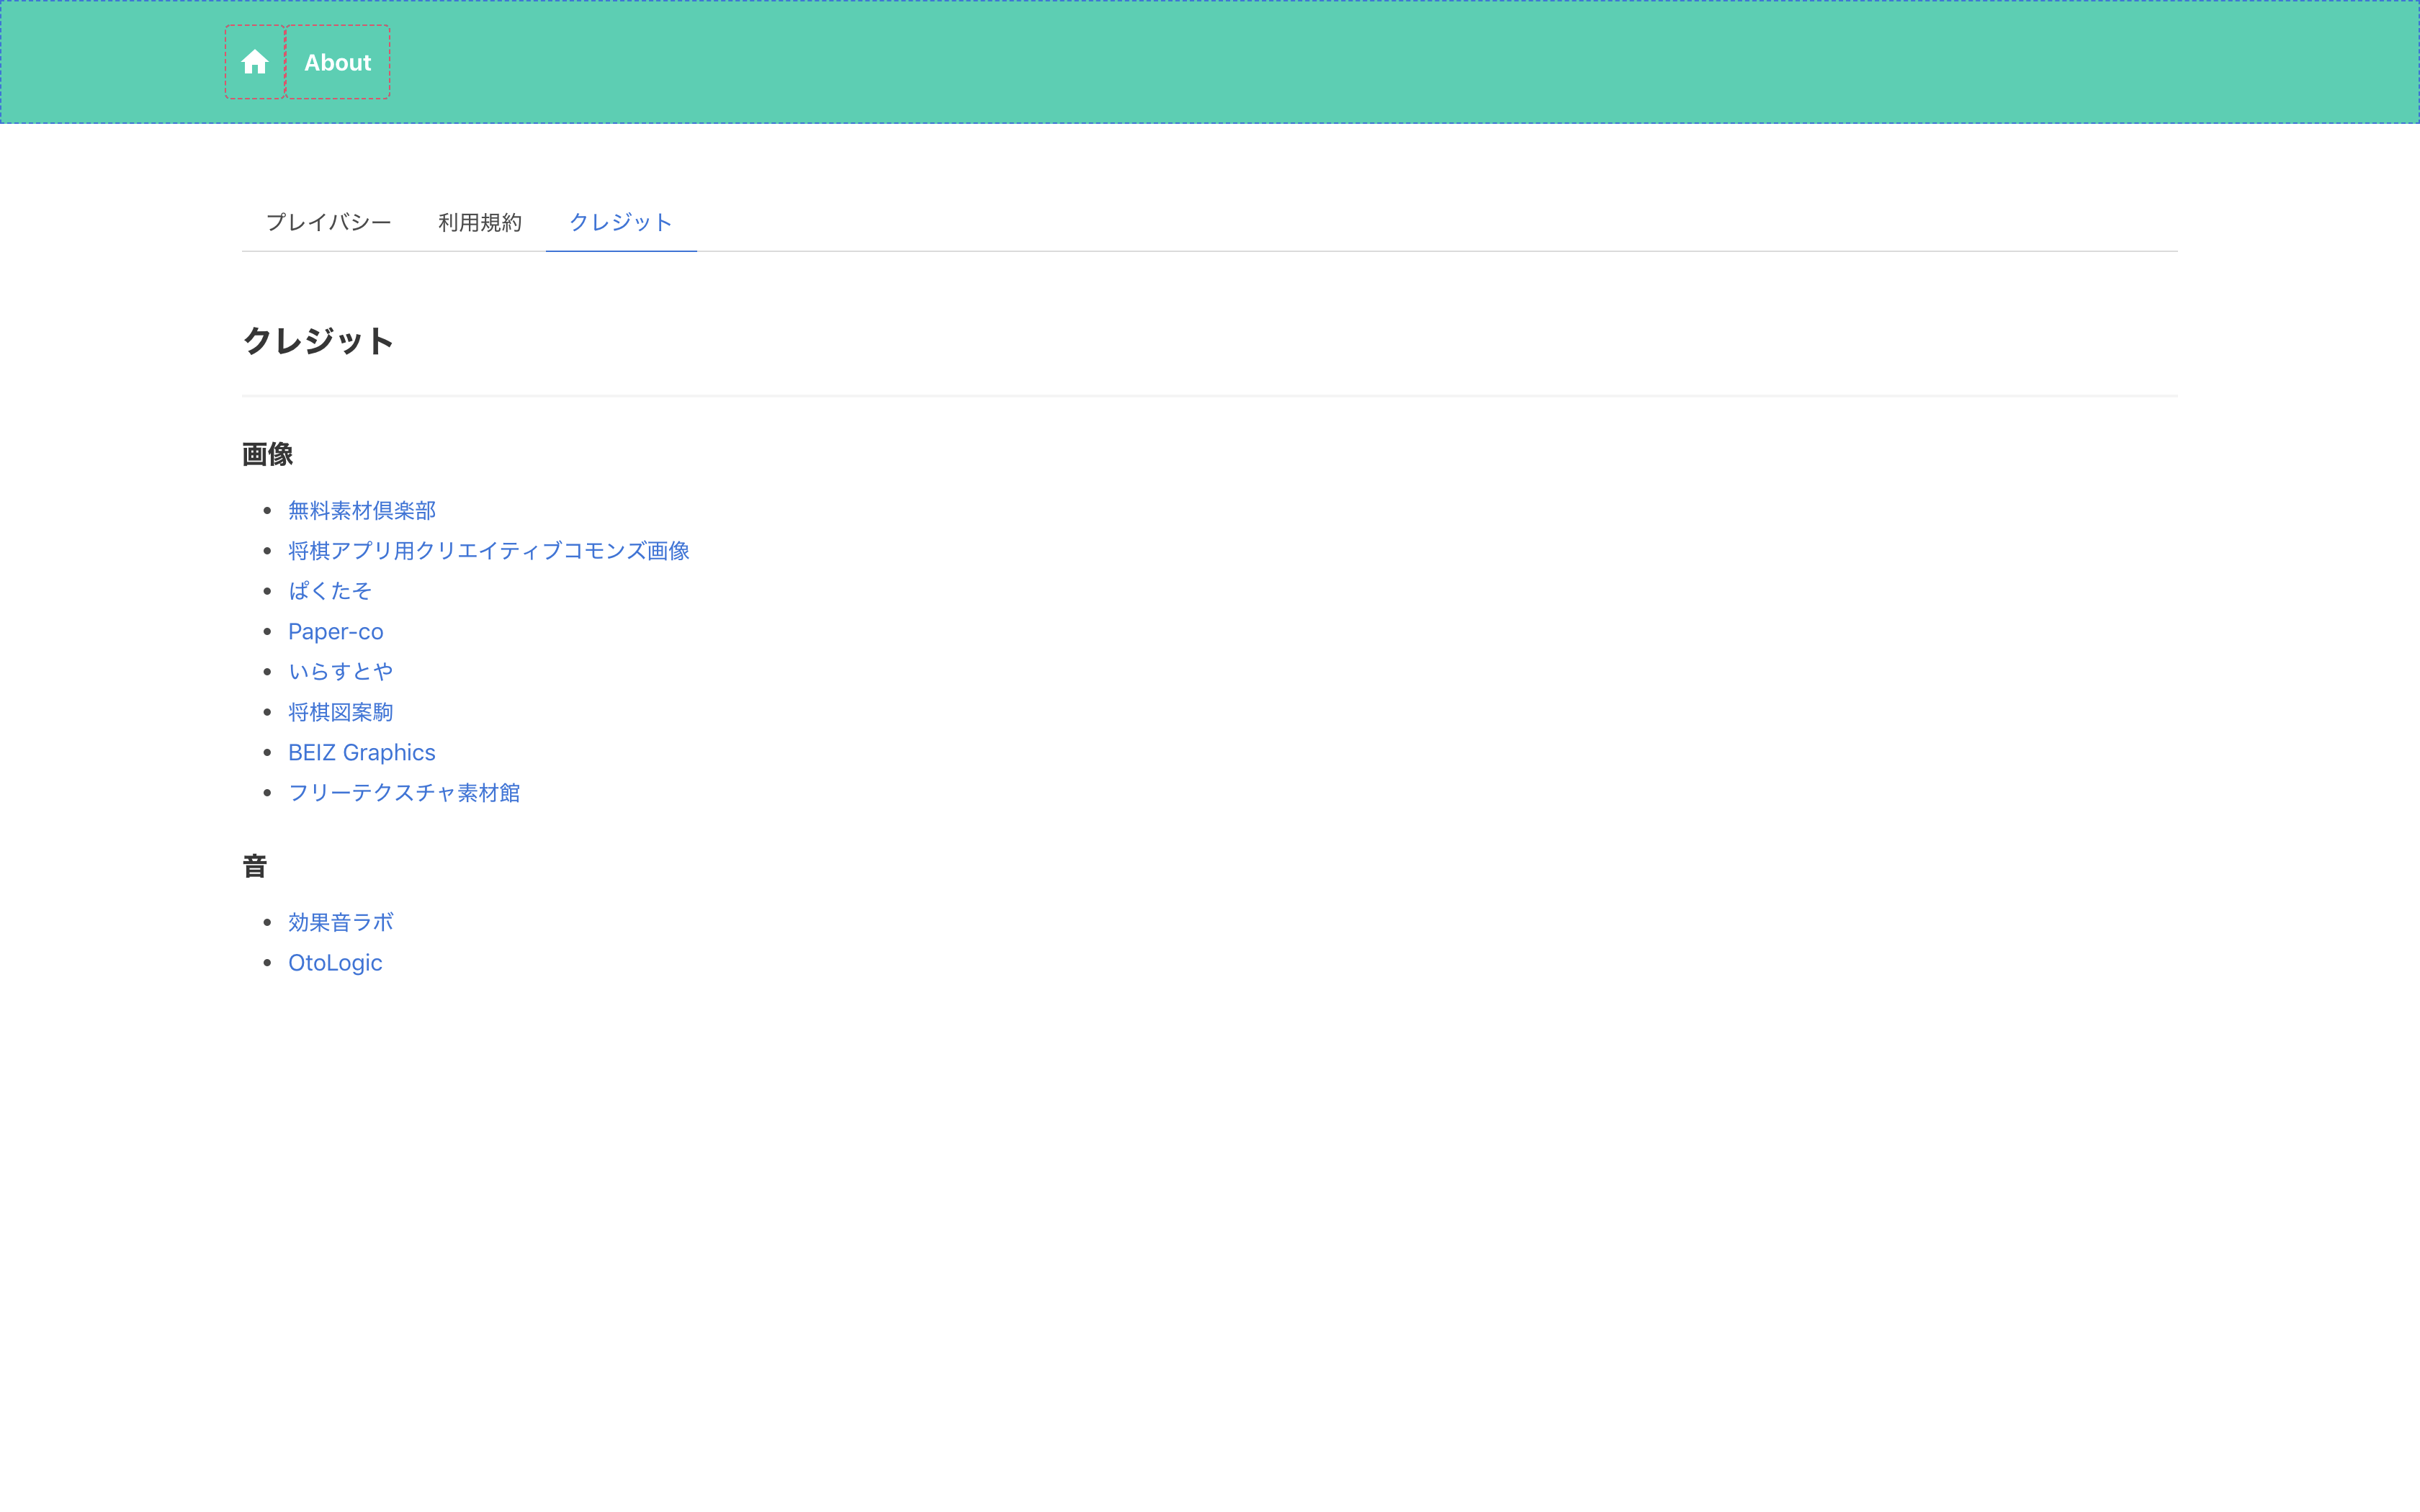 About
プレイバシー 利用規約 クレジット
クレジット
画像
無料素材倶楽部
将棋アプリ用クリエイティブコモンズ画像
ぱくたそ
Paper-co
いらすとや
将棋図案駒
BEIZ Graphics
フリーテクスチャ素材館
音
効果音ラボ
OtoLogic